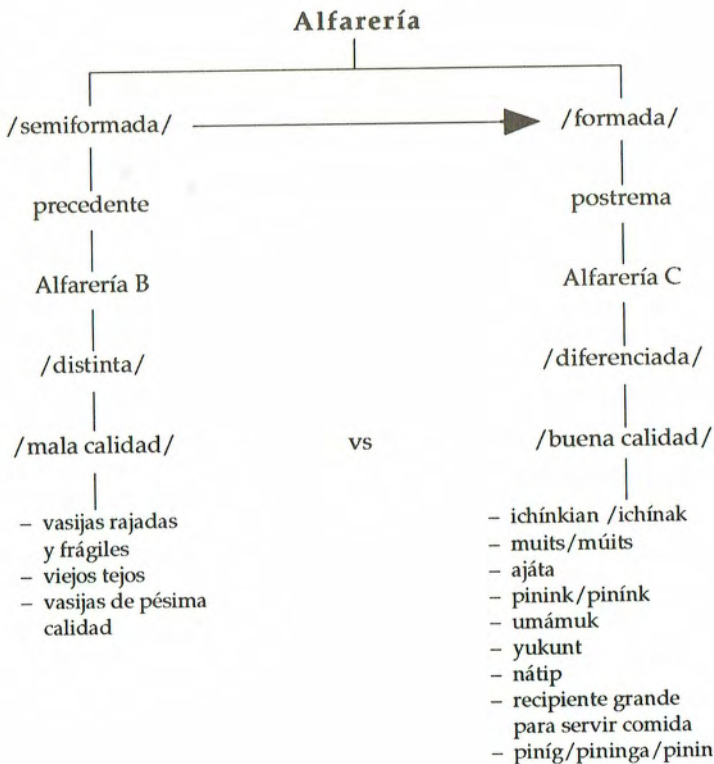 Alfarería
/semiformada/
/formada/
precedente
postrema
Alfarería B
Alfarería C
/distinta/
/diferenciada/
/mala calidad/
vs
/buena calidad/
– vasijas rajadas
y frágiles
– viejos tejos
– vasijas de pésima
calidad
– ichínkian /ichínak
– muits/múits
– ajáta
– pinink/pinínk
– umámuk
– yukunt
– nátip
– recipiente grande
para servir comida
– piníg/pininga/pinin